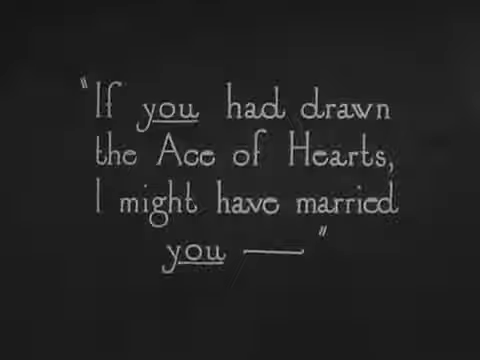 "If you had drawn
the Ace of Hearts,
I might have married
you ——"